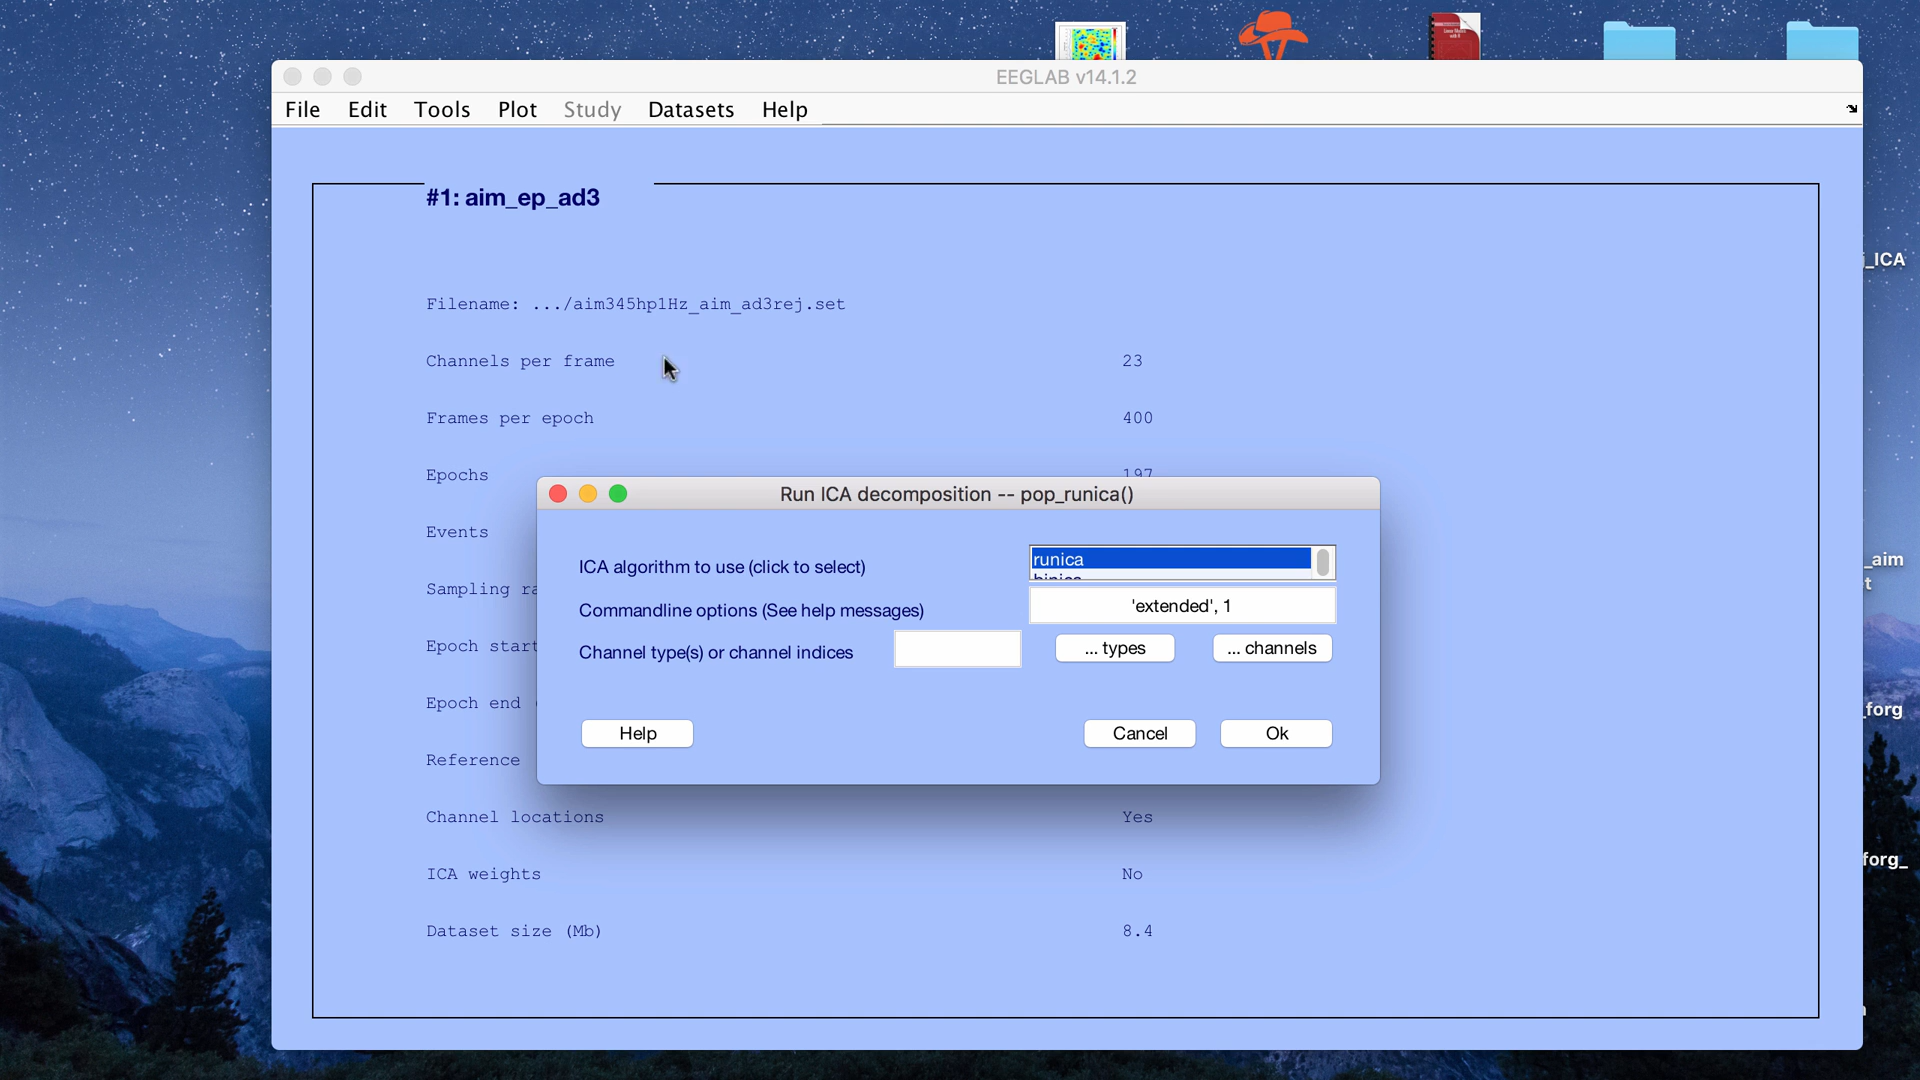 EEGLAB v14.1.2
File Edit Tools Plot Study Datasets Help
#1: aim_ep_ad3
Filename: .../aim345hp1Hz_aim_ad3rej.set
Channels per frame 23
Frames per epoch 400
Epochs 197
Events
Sampling ra
Epoch start
Epoch end
Reference
Channel locations Yes
ICA weights No
Dataset size (Mb) 8.4
Run ICA decomposition -- pop_runica()
ICA algorithm to use (click to select) runica
binica
Commandline options (See help messages) 'extended', 1
Channel type(s) or channel indices ... types ... channels
Help Cancel Ok
j_ICA
_aim
t
_forg
forg_